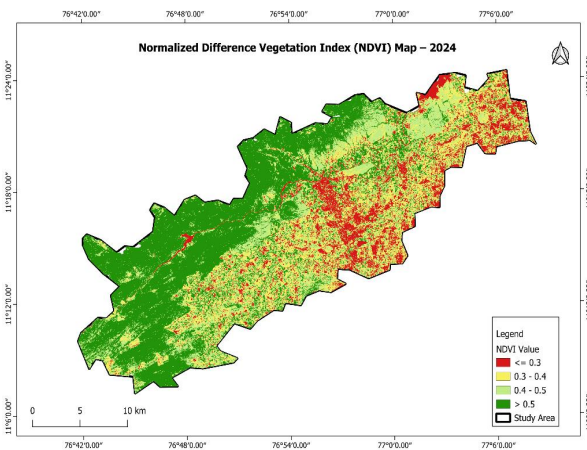 76°42'0.00" 76°48'0.00" 76°54'0.00" 77°0'0.00" 77°6'0.00"
Normalized Difference Vegetation Index (NDVI) Map – 2024
11°24'0.00"
11°18'0.00"
11°12'0.00"
11°6'0.00"
Legend
NDVI Value
<= 0.3
0.3 - 0.4
0.4 - 0.5
> 0.5
Study Area
0 5 10 km
76°42'0.00" 76°48'0.00" 76°54'0.00" 77°0'0.00" 77°6'0.00"